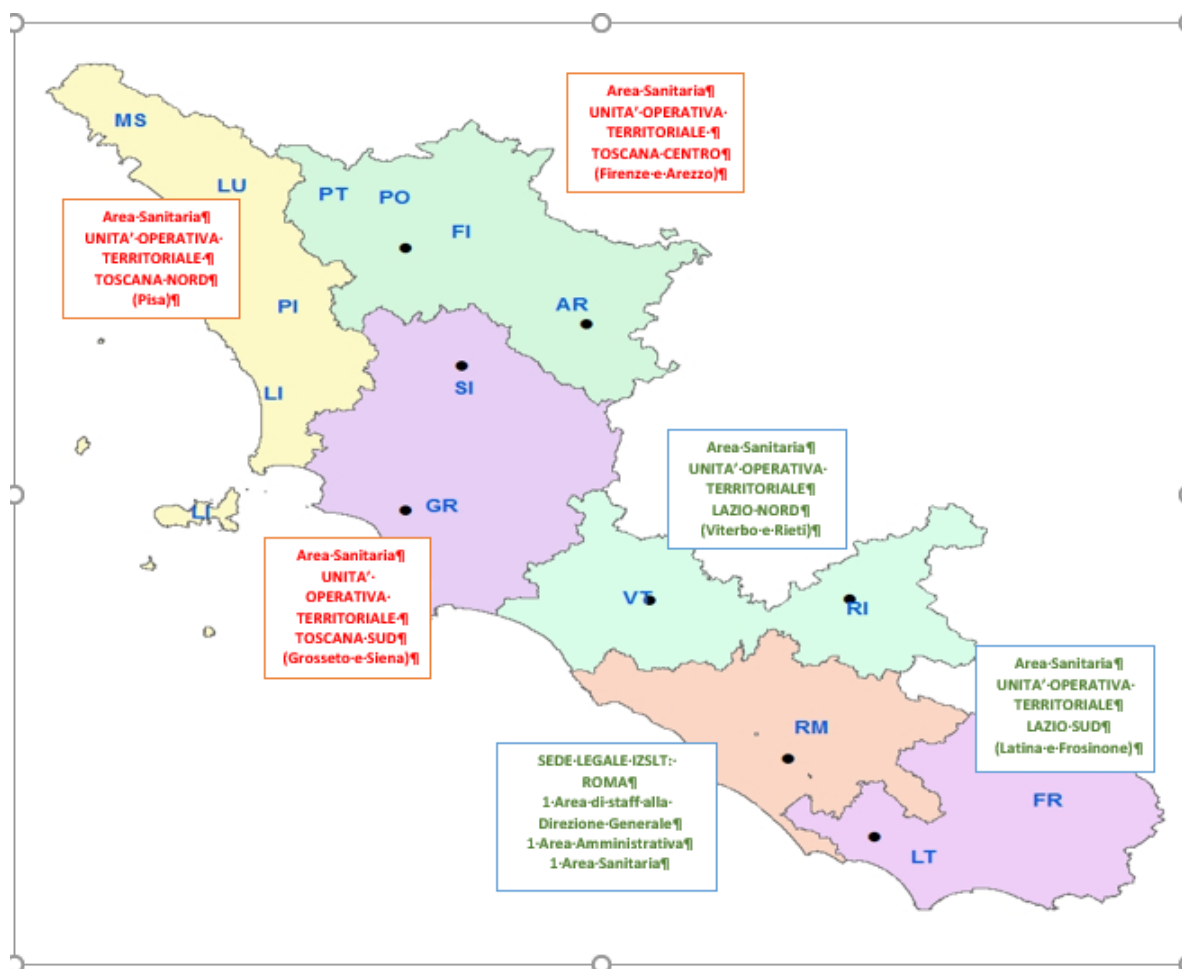 MS
LU
PT
PO
FI
PI
AR
LI
SI
GR
LI
VT
RI
RM
FR
LT
Area·Sanitaria¶
UNITA’·OPERATIVA·
TERRITORIALE·¶
TOSCANA·CENTRO¶
(Firenze·e·Arezzo)¶
Area·Sanitaria¶
UNITA’·OPERATIVA·
TERRITORIALE·¶
TOSCANA·NORD¶
(Pisa)¶
Area·Sanitaria¶
UNITA’·OPERATIVA·
TERRITORIALE¶
LAZIO·NORD¶
(Viterbo·e·Rieti)¶
Area·Sanitaria¶
UNITA’·
OPERATIVA·
TERRITORIALE·¶
TOSCANA·SUD¶
(Grosseto·e·Siena)¶
Area·Sanitaria¶
UNITA’·OPERATIVA·
TERRITORIALE¶
LAZIO·SUD¶
(Latina·e·Frosinone)¶
SEDE·LEGALE·IZSLT:·
ROMA¶
1·Area·di·staff·alla·
Direzione·Generale¶
1·Area·Amministrativa¶
1·Area·Sanitaria¶